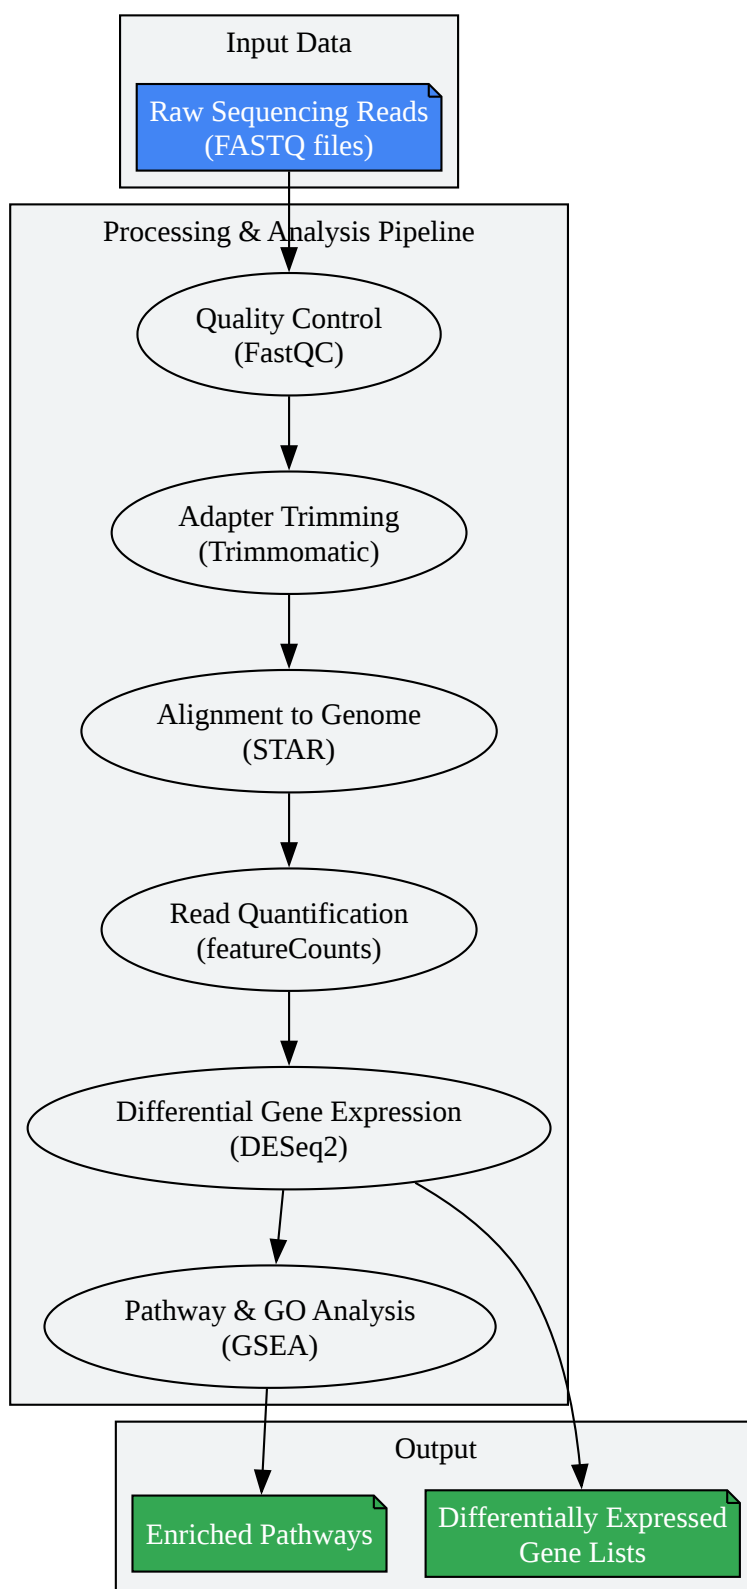 Input Data
Raw Sequencing Reads
(FASTQ files)
Processing & Analysis Pipeline
Quality Control
(FastQC)
Adapter Trimming
(Trimmomatic)
Alignment to Genome
(STAR)
Read Quantification
(featureCounts)
Differential Gene Expression
(DESeq2)
Pathway & GO Analysis
(GSEA)
Output
Enriched Pathways
Differentially Expressed
Gene Lists